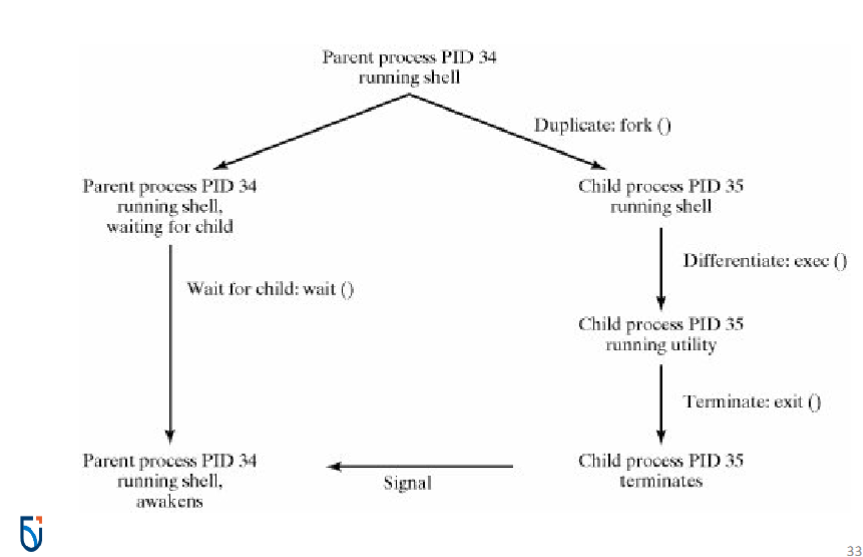 Parent process PID 34
running shell
Duplicate: fork ()
Parent process PID 34
running shell,
waiting for child
Child process PID 35
running shell
Differentiate: exec ()
Wait for child: wait ()
Child process PID 35
running utility
Terminate: exit ()
Parent process PID 34
running shell,
awakens
Signal
Child process PID 35
terminates
33